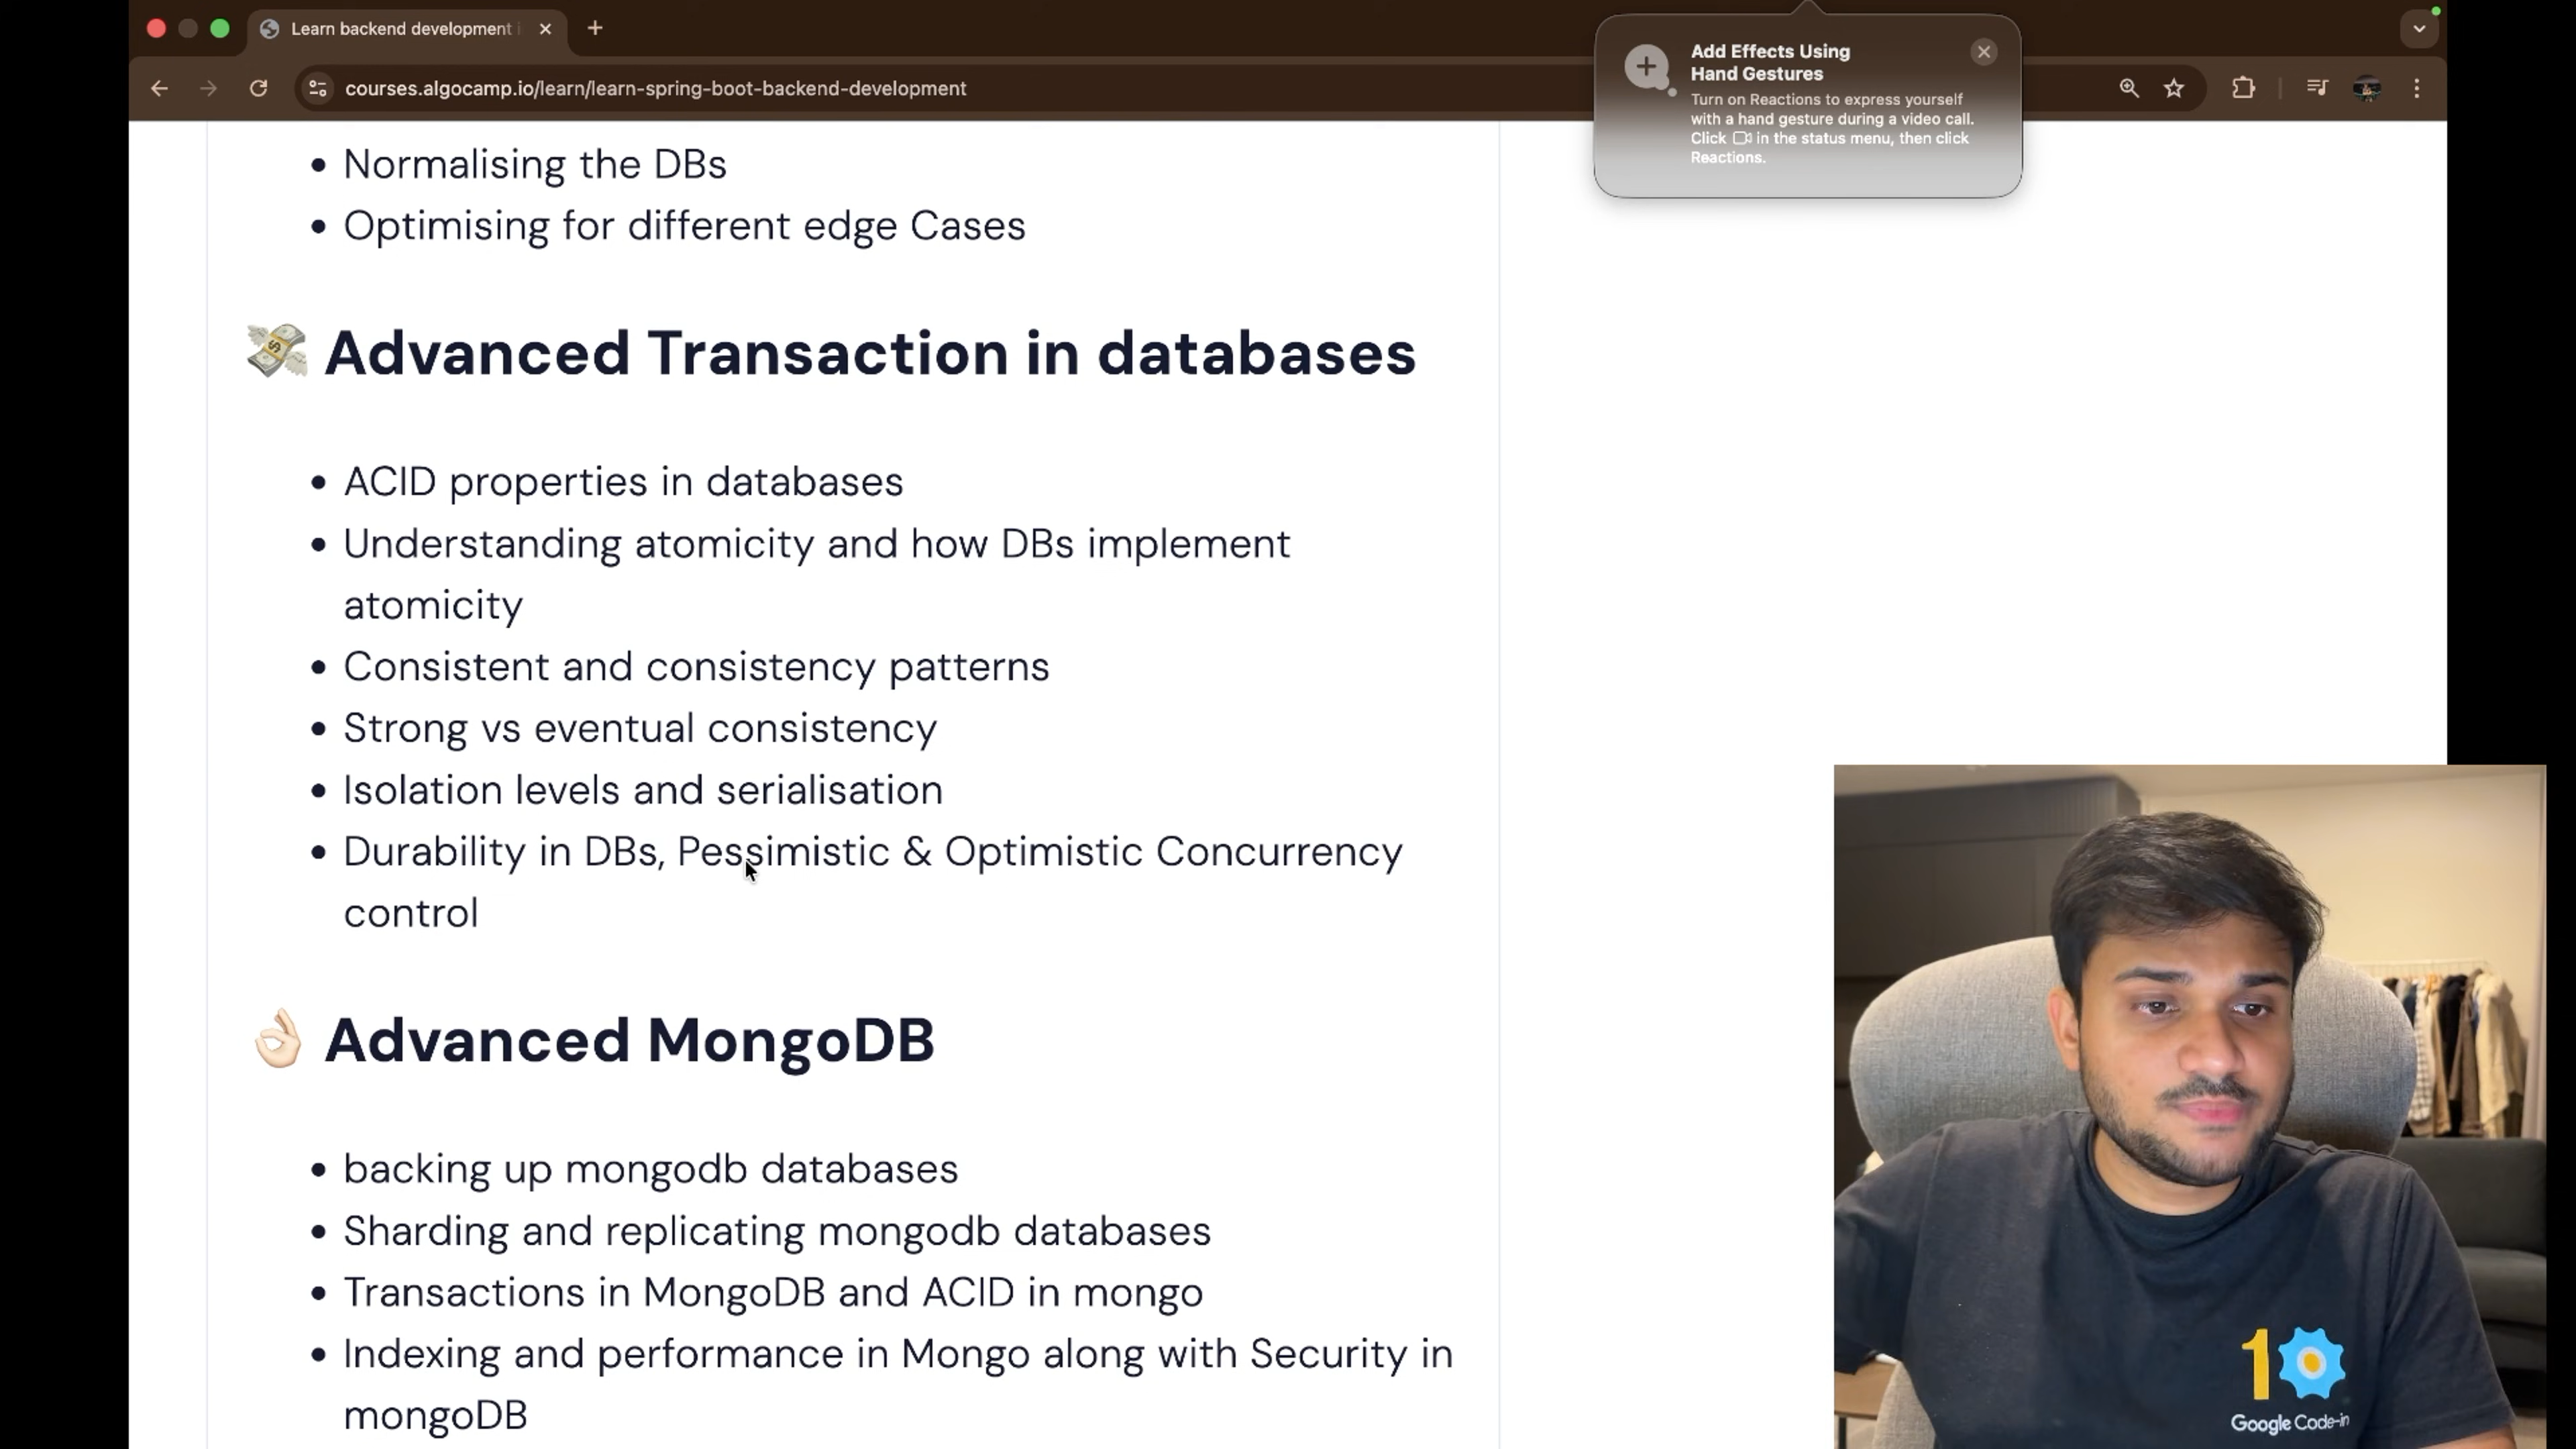 Learn backend development i
courses.algocamp.io/learn/learn-spring-boot-backend-development
Add Effects Using
Hand Gestures
Turn on Reactions to express yourself
with a hand gesture during a video call.
Click in the status menu, then click
Reactions.
• Normalising the DBs
• Optimising for different edge Cases
💸 Advanced Transaction in databases
• ACID properties in databases
• Understanding atomicity and how DBs implement
atomicity
• Consistent and consistency patterns
• Strong vs eventual consistency
• Isolation levels and serialisation
• Durability in DBs, Pessimistic & Optimistic Concurrency
control
👌🏻 Advanced MongoDB
• backing up mongodb databases
• Sharding and replicating mongodb databases
• Transactions in MongoDB and ACID in mongo
• Indexing and performance in Mongo along with Security in
mongoDB
10
Google Code-in